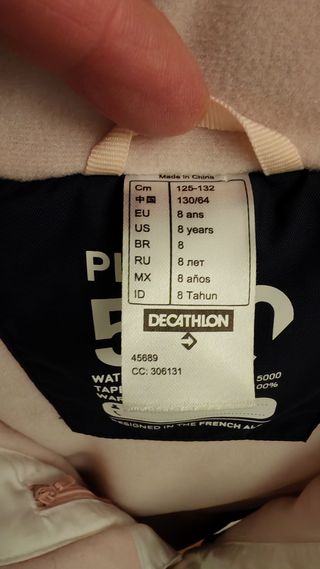 Made in China
Cm 125-132
中国 130/64
EU 8 ans
US 8 years
BR 8
RU 8 лет
MX 8 años
ID 8 Tahun
DECATHLON
45689
CC: 306131
5000
100%
DESIGNED IN THE FRENCH